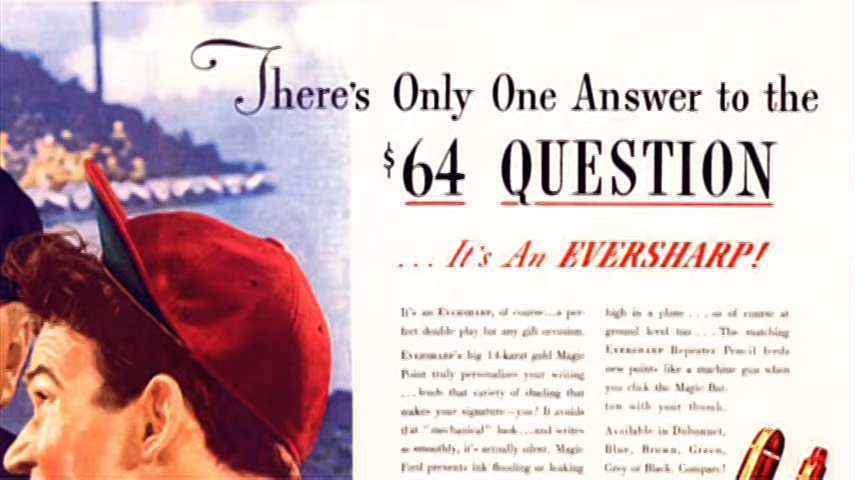 There's Only One Answer to the
$64 QUESTION
... It's An EVERSHARP!
It's an EVERSHARP, of course...a per-
fect double play for any gift occasion.
EVERSHARP's big 14-karat gold Magic
Point truly personalizes your writing
...lends that variety of shading that
makes your signature—you! It avoids
that "mechanical" look...and writes
so smoothly, it's actually silent. Magic
Feed presents ink flooding or leaking
high in a plane ... so of course at
ground level too ... The matching
EVERSHARP Repeater Pencil feeds
new points like a machine gun when
you click the Magic But-
ton with your thumb.
Available in Dubonnet,
Blue, Brown, Green,
Grey or Black. Compare!